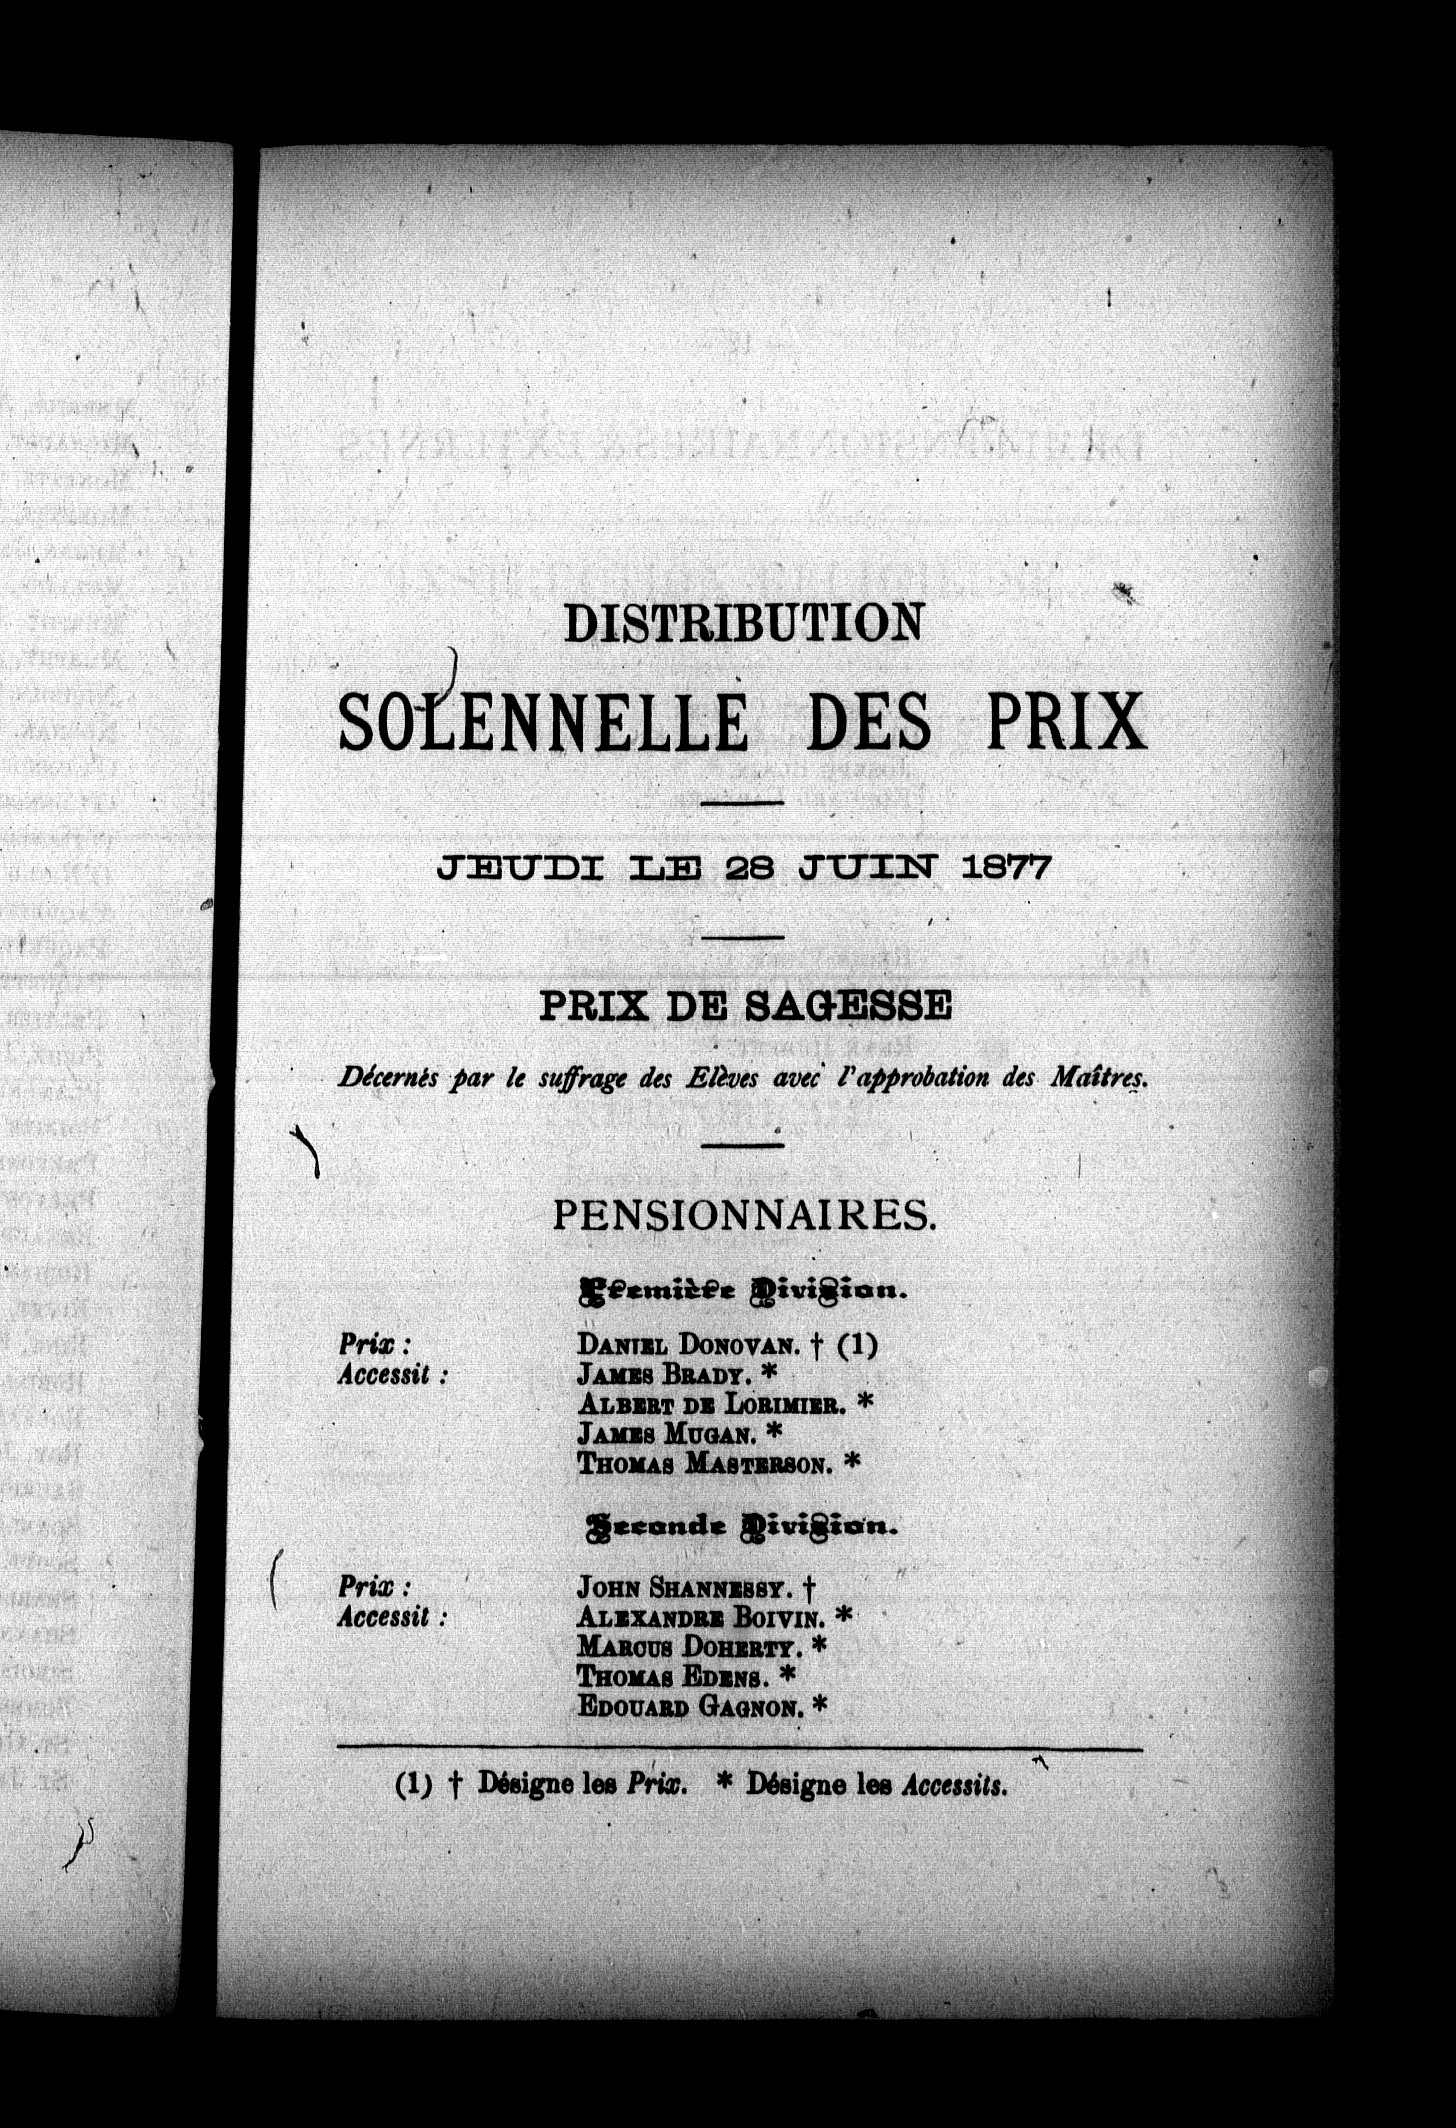 DISTRIBUTION
SOLENNELLE DES PRIX
JEUDI LE 28 JUIN 1877
PRIX DE SAGESSE
Décernés par le suffrage des Elèves avec l'approbation des Maîtres.
PENSIONNAIRES.
Première Division.
Prix : DANIEL DONOVAN. † (1)
Accessit : JAMES BRADY. *
ALBERT DE LORIMIER. *
JAMES MUGAN. *
THOMAS MASTERSON. *
Seconde Division.
Prix : JOHN SHANNESSY. †
Accessit : ALEXANDRE BOIVIN. *
MARCUS DOHERTY. *
THOMAS EDENS. *
EDOUARD GAGNON. *
(1) † Désigne les Prix. * Désigne les Accessits.